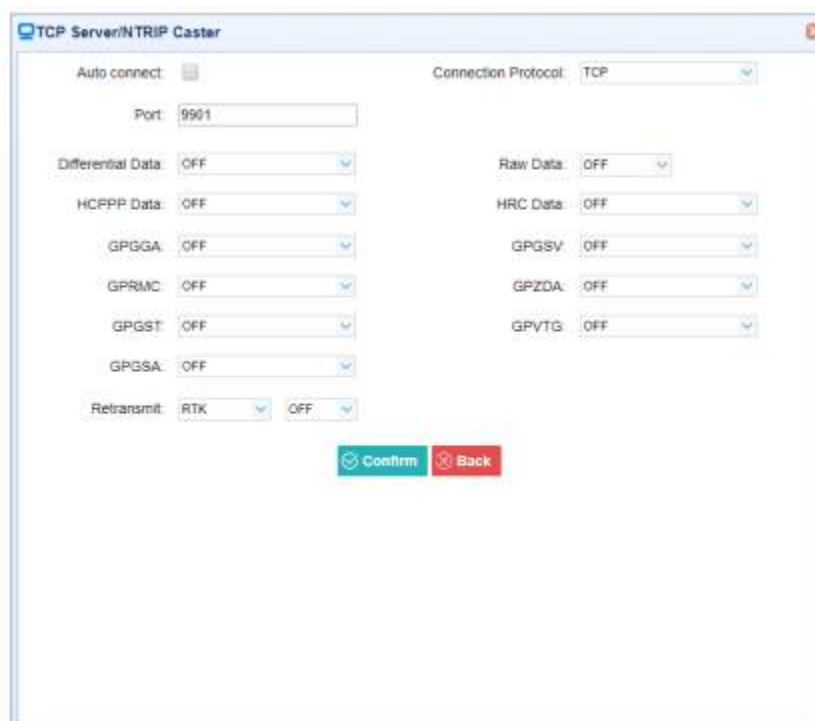 TCP Server/NTRIP Caster
Auto connect: Connection Protocol: TCP
Port: 9901
Differential Data: OFF Raw Data: OFF
HCPPP Data: OFF HRC Data: OFF
GPGGA: OFF GPGSV: OFF
GPRMC: OFF GPZDA: OFF
GPGST: OFF GPVTG: OFF
GPGSA: OFF
Retransmit: RTK OFF
Confirm Back